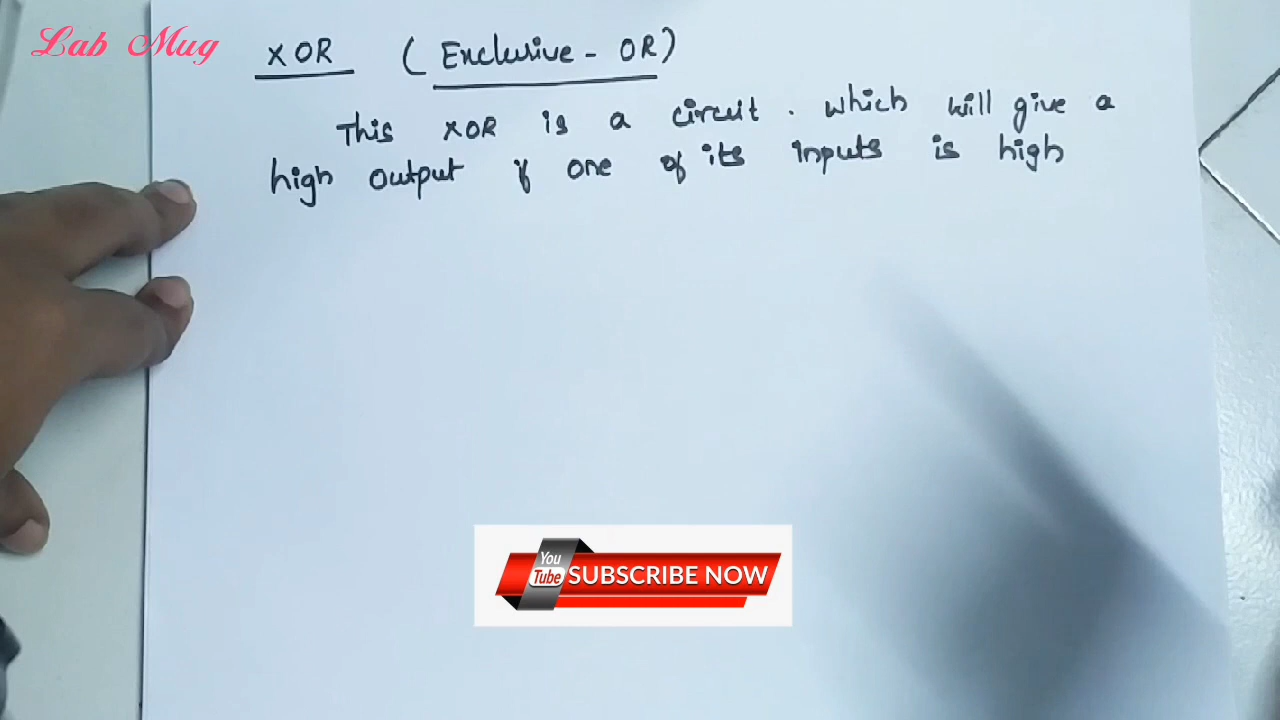 Lab Mug
XOR (Exclusive - OR)
This XOR is a circuit. which will give a
high output if one of its inputs is high
You
Tube SUBSCRIBE NOW